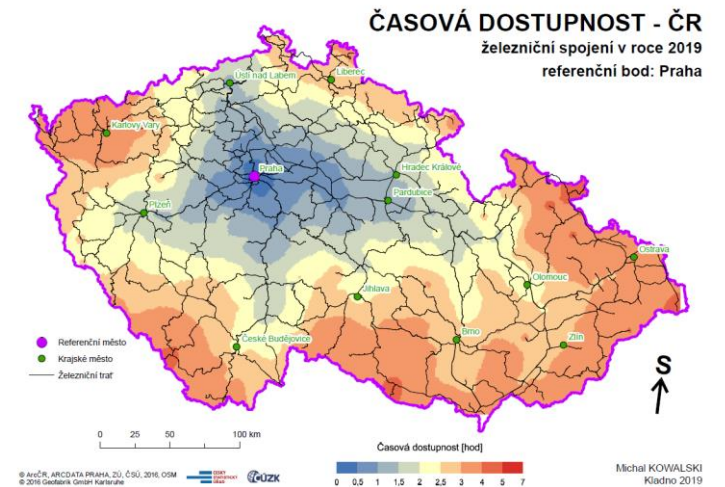 ČASOVÁ DOSTUPNOST - ČR
železniční spojení v roce 2019
referenční bod: Praha
Ústí nad Labem
Liberec
Karlovy Vary
Praha
Hradec Králové
Pardubice
Plzeň
Ostrava
Olomouc
Jihlava
České Budějovice
Brno
Zlín
Referenční město
Krajské město
Železniční trať
S
0 25 50 100 km
Časová dostupnost [hod]
0 0,5 1 1,5 2 2,5 3 4 5 7
© ArcČR, ARCDATA PRAHA, ZÚ, ČSÚ, 2016, OSM
© 2016 Geofabrik GmbH Karlsruhe
ČESKÝ
STATISTICKÝ
ÚŘAD
ČÚZK
Michal KOWALSKI
Kladno 2019